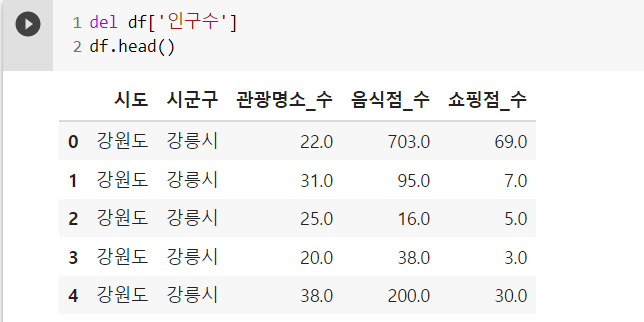 1 del df['인구수']
2 df.head()
시도 시군구 관광명소_수 음식점_수 쇼핑점_수
0 강원도 강릉시 22.0 703.0 69.0
1 강원도 강릉시 31.0 95.0 7.0
2 강원도 강릉시 25.0 16.0 5.0
3 강원도 강릉시 20.0 38.0 3.0
4 강원도 강릉시 38.0 200.0 30.0